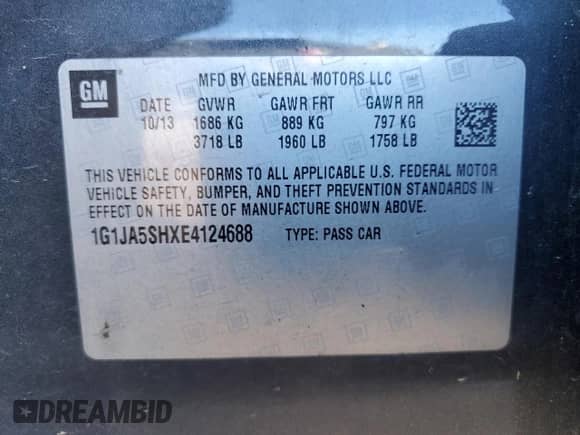 GM
MFD BY GENERAL MOTORS LLC
DATE GVWR GAWR FRT GAWR RR
10/13 1686 KG 889 KG 797 KG
3718 LB 1960 LB 1758 LB
THIS VEHICLE CONFORMS TO ALL APPLICABLE U.S. FEDERAL MOTOR
VEHICLE SAFETY, BUMPER, AND THEFT PREVENTION STANDARDS IN
EFFECT ON THE DATE OF MANUFACTURE SHOWN ABOVE.
1G1JA5SHXE4124688 TYPE: PASS CAR
DREAMBID